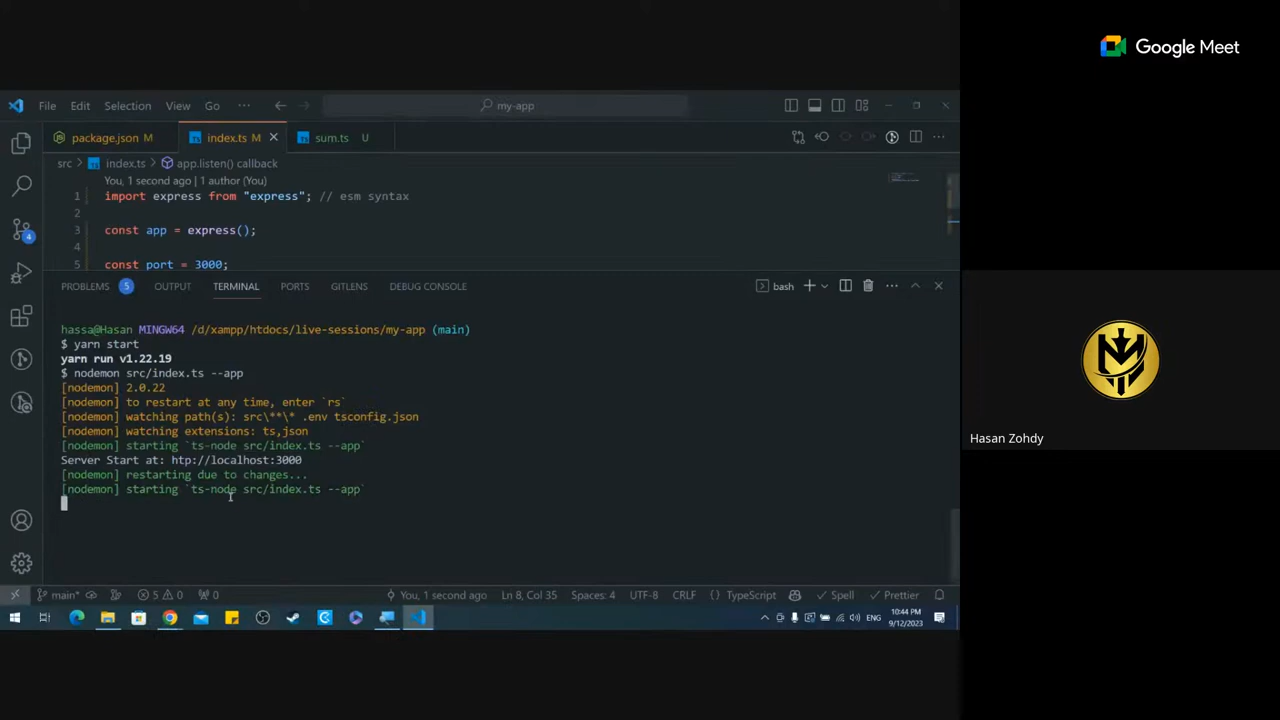 Google Meet
File Edit Selection View Go ··· my-app
package.json M index.ts M sum.ts U
src > index.ts > app.listen() callback
You, 1 second ago | 1 author (You)
1 import express from "express"; // esm syntax
2
3 const app = express();
4
5 const port = 3000;
PROBLEMS 5 OUTPUT TERMINAL PORTS GITLENS DEBUG CONSOLE bash
hassa@Hasan MINGW64 /d/xampp/htdocs/live-sessions/my-app (main)
$ yarn start
yarn run v1.22.19
$ nodemon src/index.ts --app
[nodemon] 2.0.22
[nodemon] to restart at any time, enter `rs`
[nodemon] watching path(s): src\**\* .env tsconfig.json
[nodemon] watching extensions: ts,json
[nodemon] starting `ts-node src/index.ts --app`
Server Start at: htp://localhost:3000
[nodemon] restarting due to changes...
[nodemon] starting `ts-node src/index.ts --app`
Hasan Zohdy
4
main* 5 0 0 You, 1 second ago Ln 8, Col 35 Spaces: 4 UTF-8 CRLF {} TypeScript Spell Prettier
ENG 10:44 PM
9/12/2023